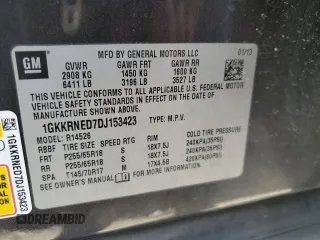 GM
MFD BY GENERAL MOTORS LLC
01/13
GVWR GAWR FRT GAWR RR
2908 KG 1450 KG 1600 KG
6411 LB 3196 LB 3527 LB
THIS VEHICLE CONFORMS TO ALL APPLICABLE U.S. FEDERAL
MOTOR VEHICLE SAFETY STANDARDS IN EFFECT ON THE DATE OF
MANUFACTURE SHOWN ABOVE.
1GKKRNED7DJ153423 TYPE: M.P.V.
MODEL: R14526
RBBF TIRE SIZE SPEED RTG RIM COLD TIRE PRESSURE
FRT P255/65R18 S 18X7.5J 240KPA(35PSI)
RR P255/65R18 S 18X7.5J 240KPA(35PSI)
SPA T145/70R17 M 17X4.5B 420KPA(60PSI)
SEE OWNER'S MANUAL
1GKKRNED7DJ153423
© AUTOBIDMASTER